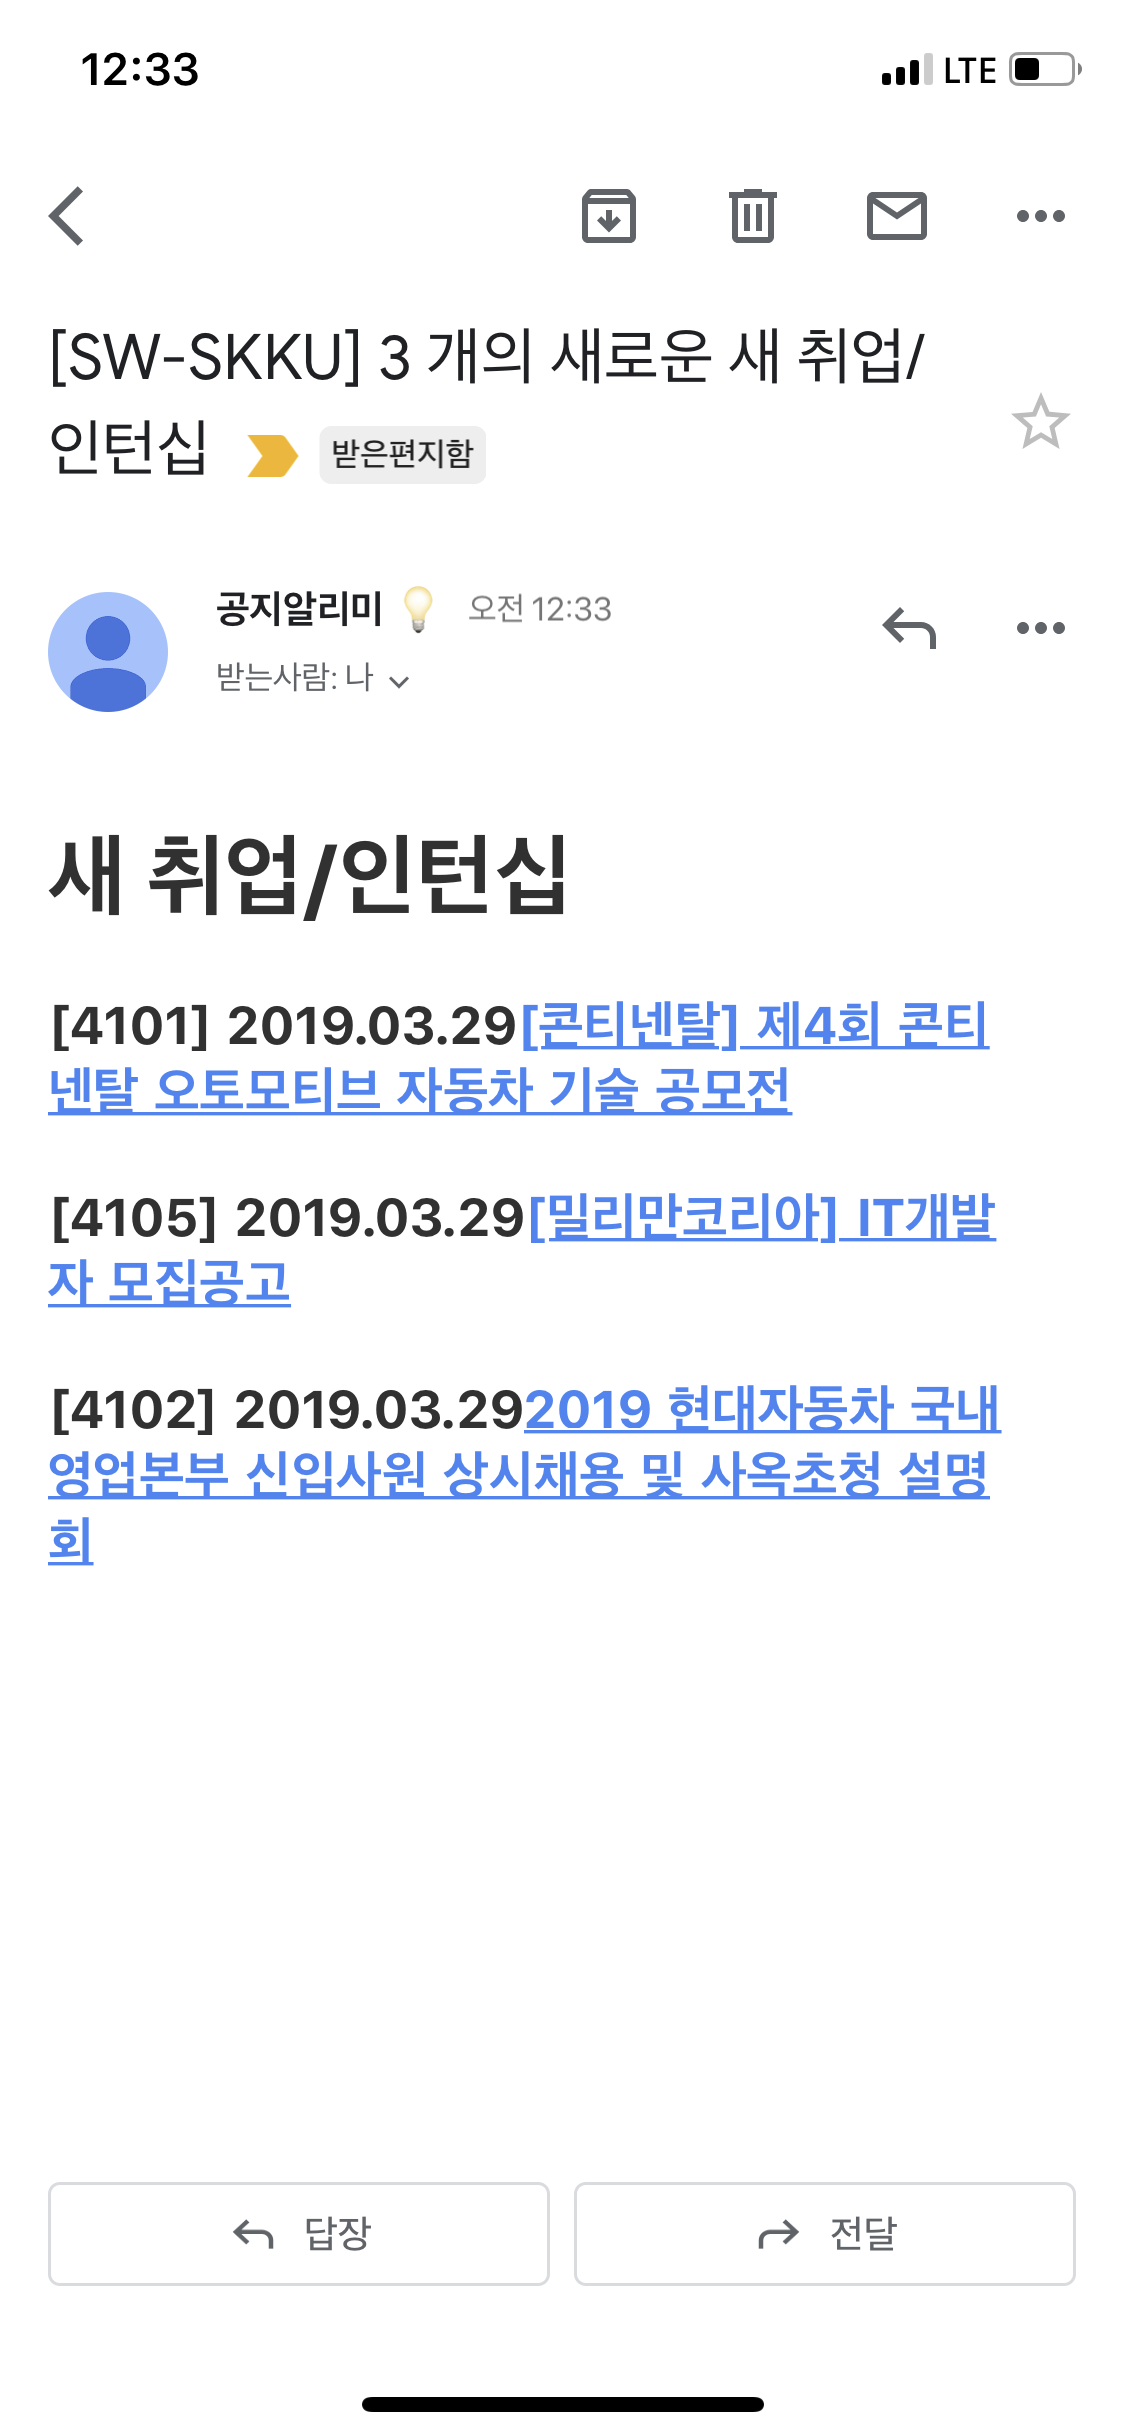 12:33
LTE
[SW-SKKU] 3 개의 새로운 새 취업/
인턴십 받은편지함
공지알리미 💡 오전 12:33
받는사람: 나
새 취업/인턴십
[4101] 2019.03.29[콘티넨탈] 제4회 콘티
넨탈 오토모티브 자동차 기술 공모전
[4105] 2019.03.29[밀리만코리아] IT개발
자 모집공고
[4102] 2019.03.292019 현대자동차 국내
영업본부 신입사원 상시채용 및 사옥초청 설명
회
답장
전달